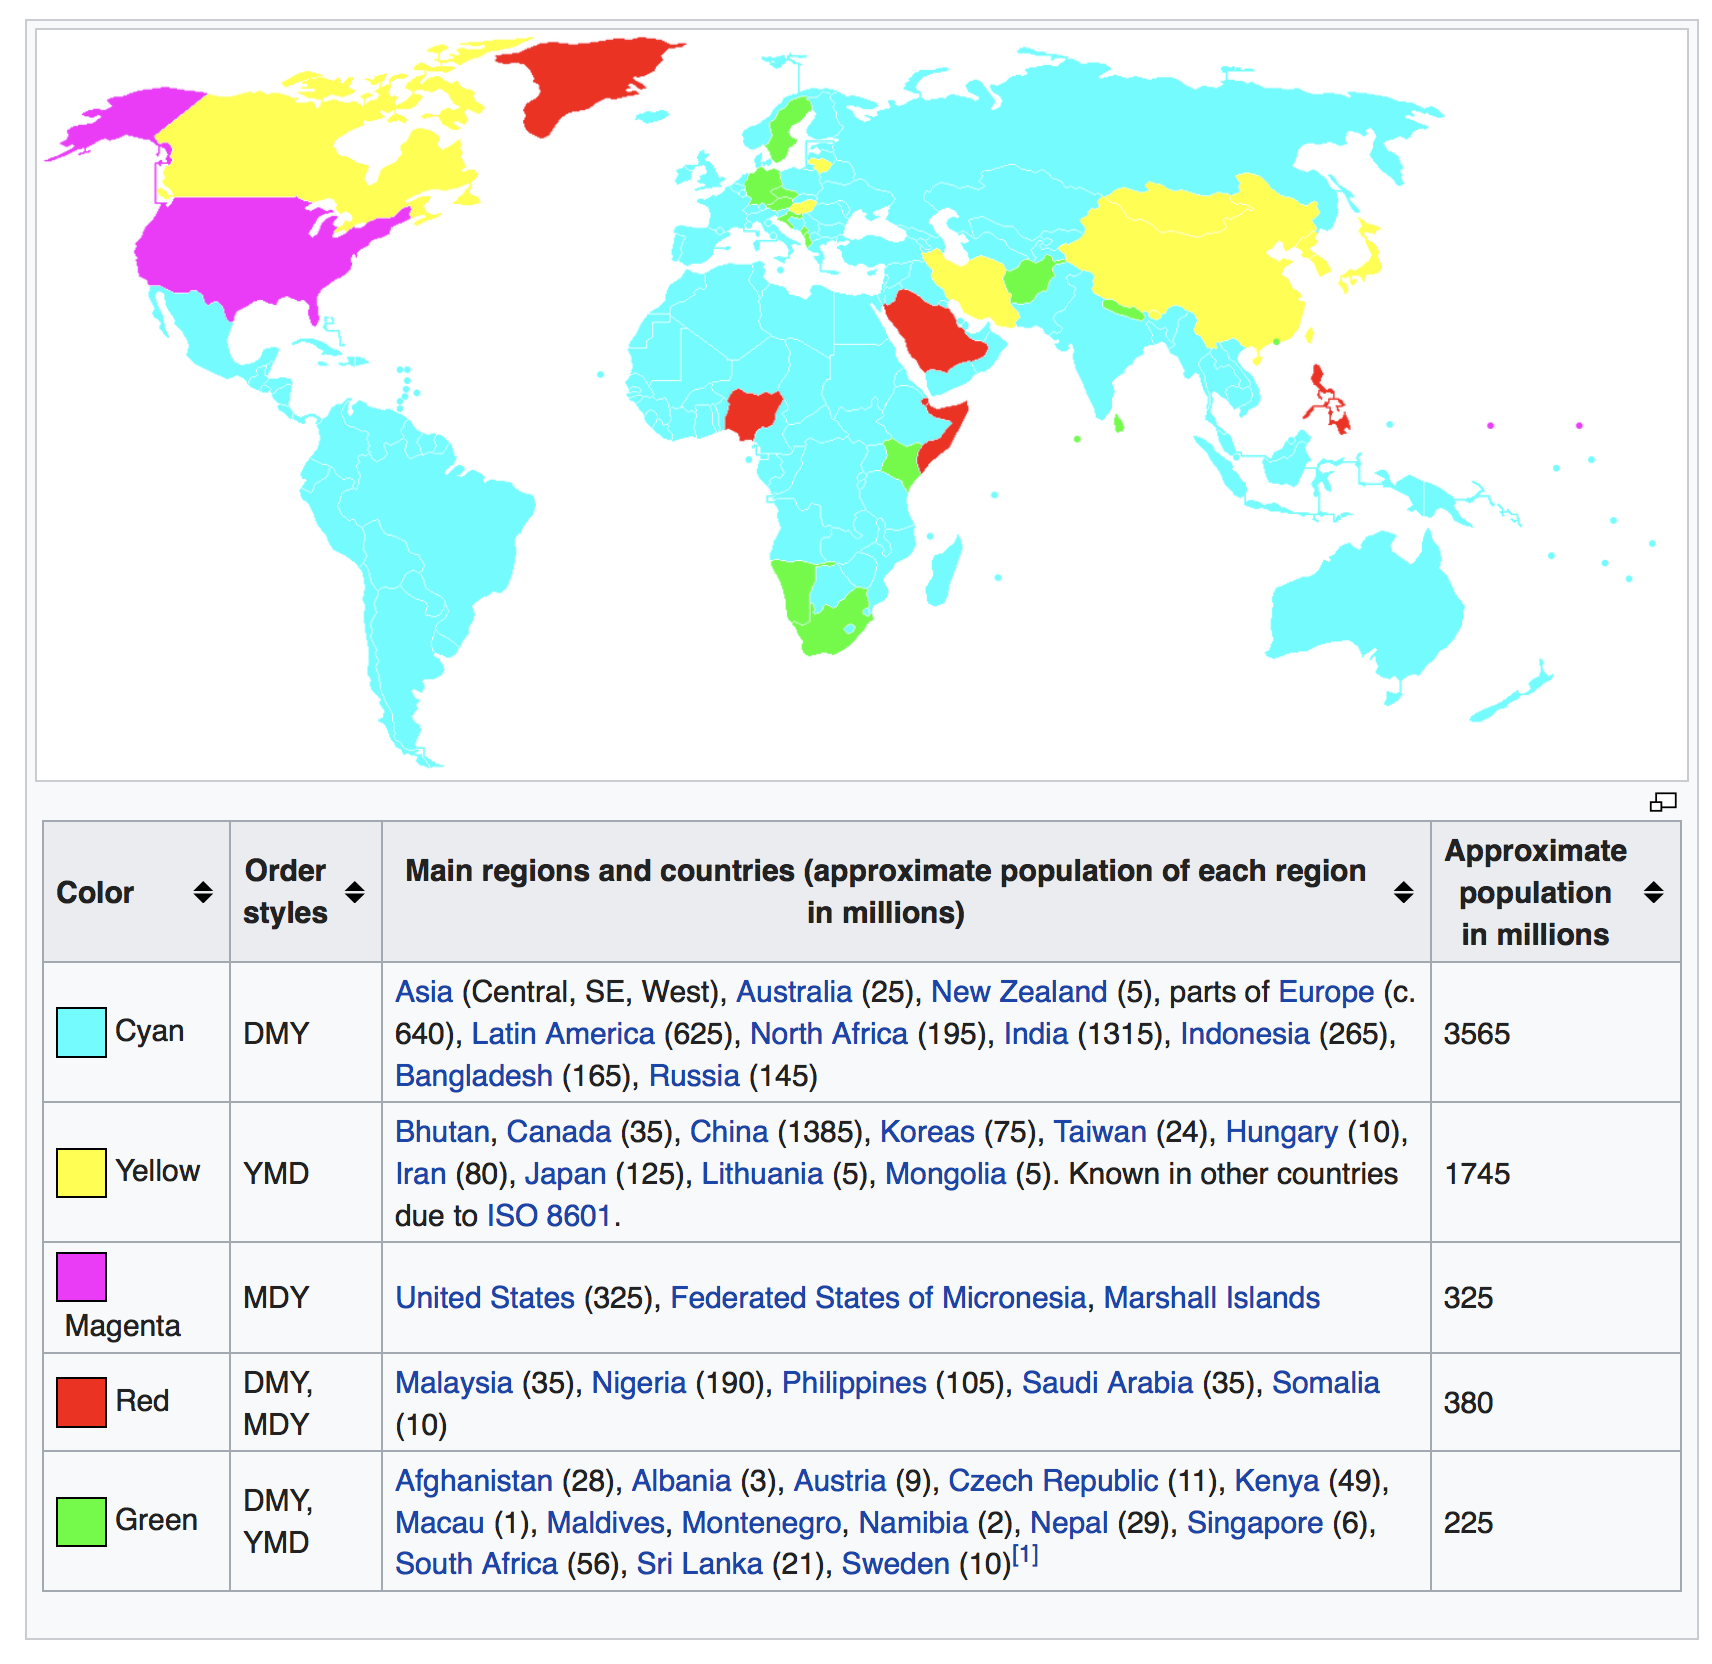 Color
Order
styles
Main regions and countries (approximate population of each region
in millions)
Approximate
population
in millions
Cyan
DMY
Asia (Central, SE, West), Australia (25), New Zealand (5), parts of Europe (c.
640), Latin America (625), North Africa (195), India (1315), Indonesia (265),
Bangladesh (165), Russia (145)
3565
Yellow
YMD
Bhutan, Canada (35), China (1385), Koreas (75), Taiwan (24), Hungary (10),
Iran (80), Japan (125), Lithuania (5), Mongolia (5). Known in other countries
due to ISO 8601.
1745
Magenta
MDY
United States (325), Federated States of Micronesia, Marshall Islands
325
Red
DMY,
MDY
Malaysia (35), Nigeria (190), Philippines (105), Saudi Arabia (35), Somalia
(10)
380
Green
DMY,
YMD
Afghanistan (28), Albania (3), Austria (9), Czech Republic (11), Kenya (49),
Macau (1), Maldives, Montenegro, Namibia (2), Nepal (29), Singapore (6),
South Africa (56), Sri Lanka (21), Sweden (10)[1]
225